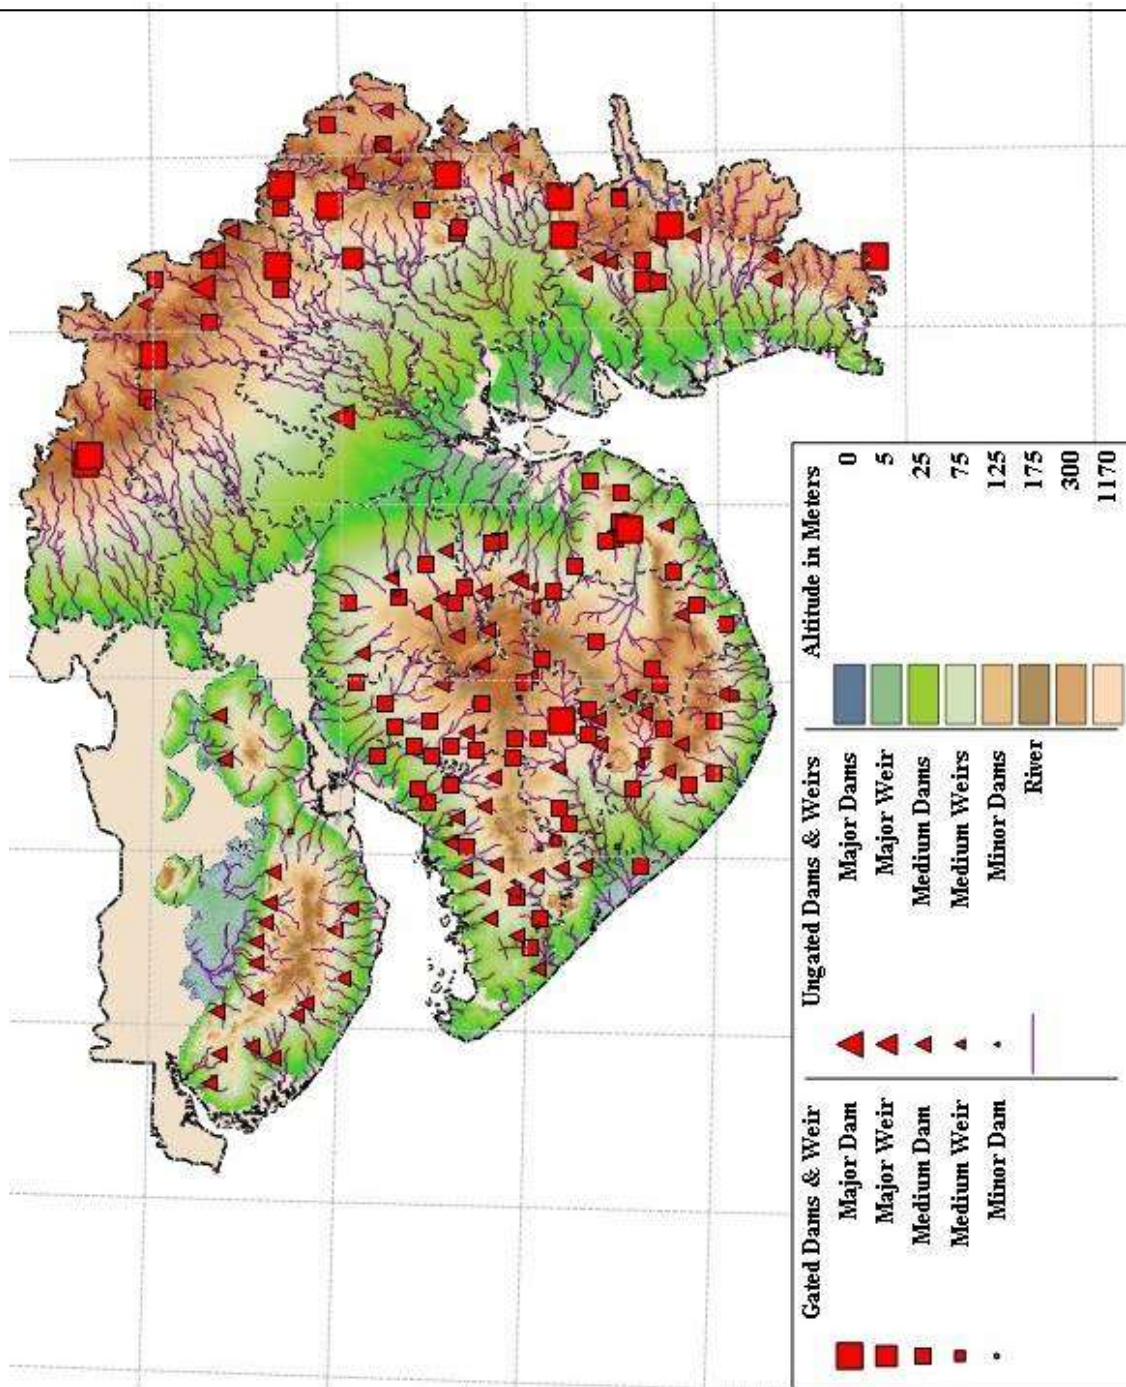 Gated Dams & Weir
Major Dam
Major Weir
Medium Dam
Medium Weir
Minor Dam
Ungated Dams & Weirs
Major Dams
Major Weir
Medium Dams
Medium Weirs
Minor Dams
River
Altitude in Meters
0
5
25
75
125
175
300
1170